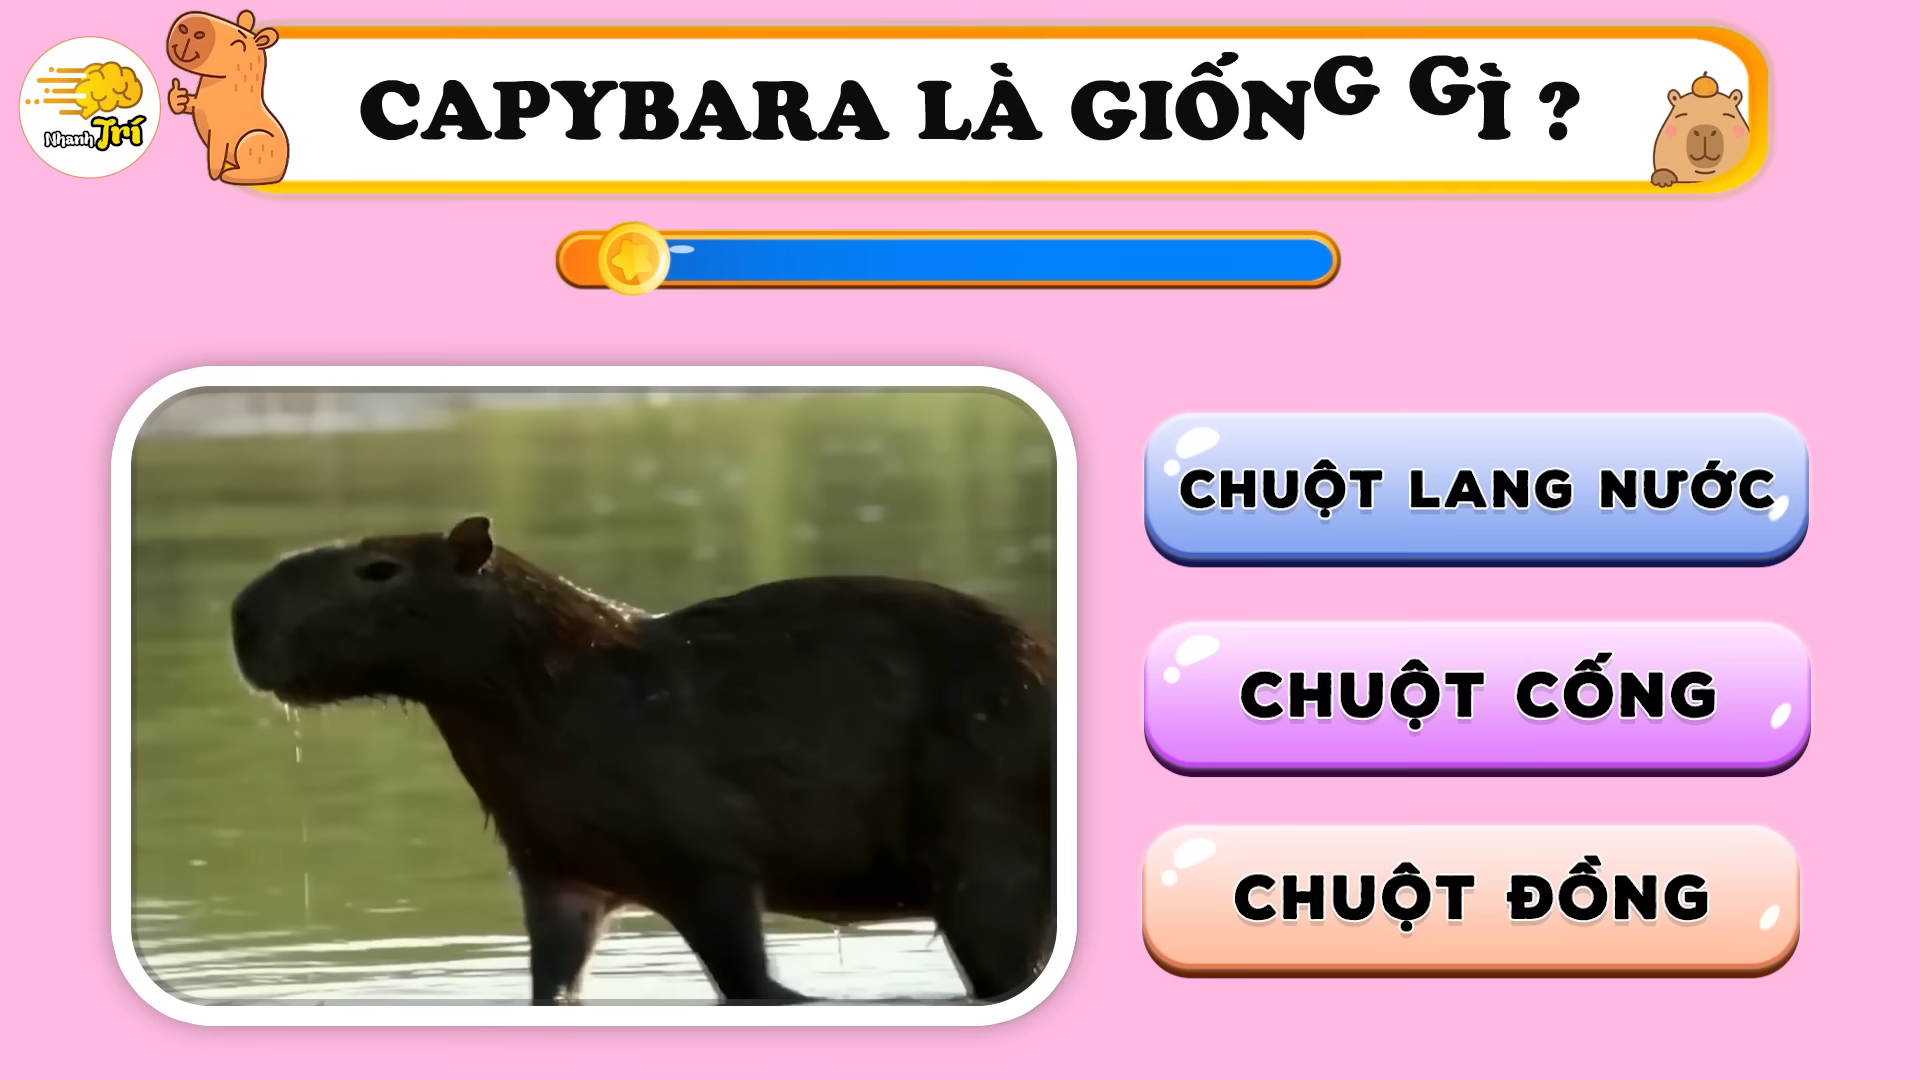 Nhanh Trí
CAPYBARA LÀ GIỐNG GÌ ?
CHUỘT LANG NƯỚC
CHUỘT CỐNG
CHUỘT ĐỒNG